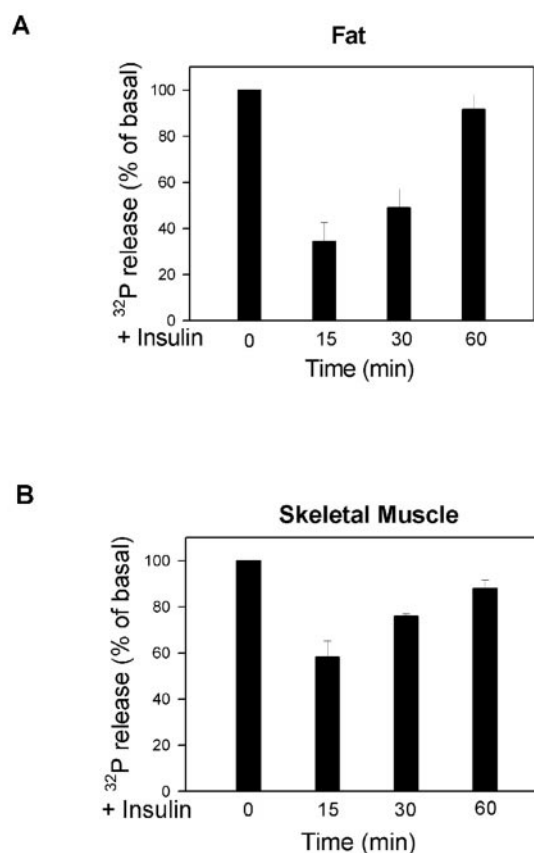 A
Fat
³²P release (% of basal)
100
80
60
40
20
0
+ Insulin
0 15 30 60
Time (min)
B
Skeletal Muscle
³²P release (% of basal)
100
80
60
40
20
0
+ Insulin
0 15 30 60
Time (min)